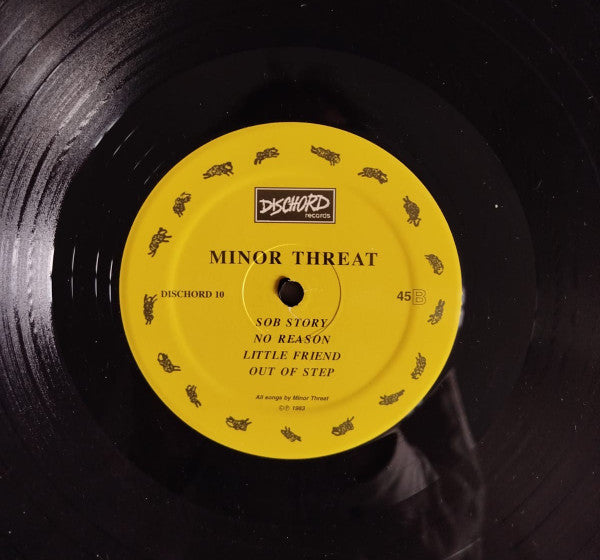 DISCHORD
records
MINOR THREAT
DISCHORD 10
45B
SOB STORY
NO REASON
LITTLE FRIEND
OUT OF STEP
All songs by Minor Threat
©℗ 1983